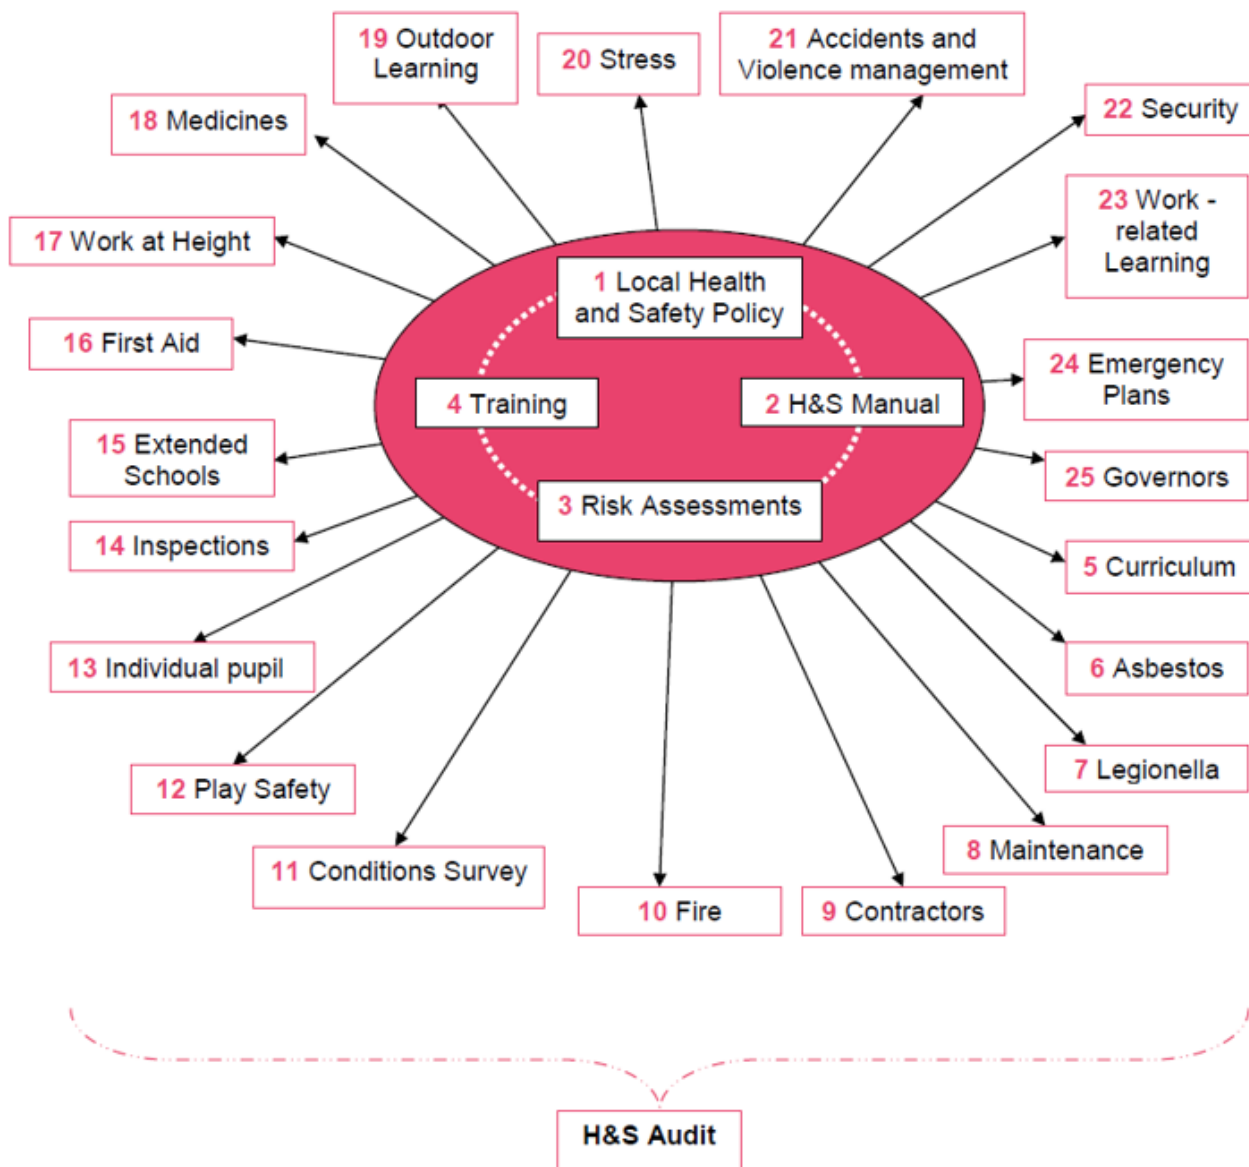 19 Outdoor
Learning
20 Stress
21 Accidents and
Violence management
18 Medicines
22 Security
17 Work at Height
23 Work -
related
Learning
1 Local Health
and Safety Policy
16 First Aid
24 Emergency
Plans
4 Training
2 H&S Manual
15 Extended
Schools
25 Governors
3 Risk Assessments
14 Inspections
5 Curriculum
13 Individual pupil
6 Asbestos
7 Legionella
12 Play Safety
8 Maintenance
11 Conditions Survey
10 Fire
9 Contractors
H&S Audit